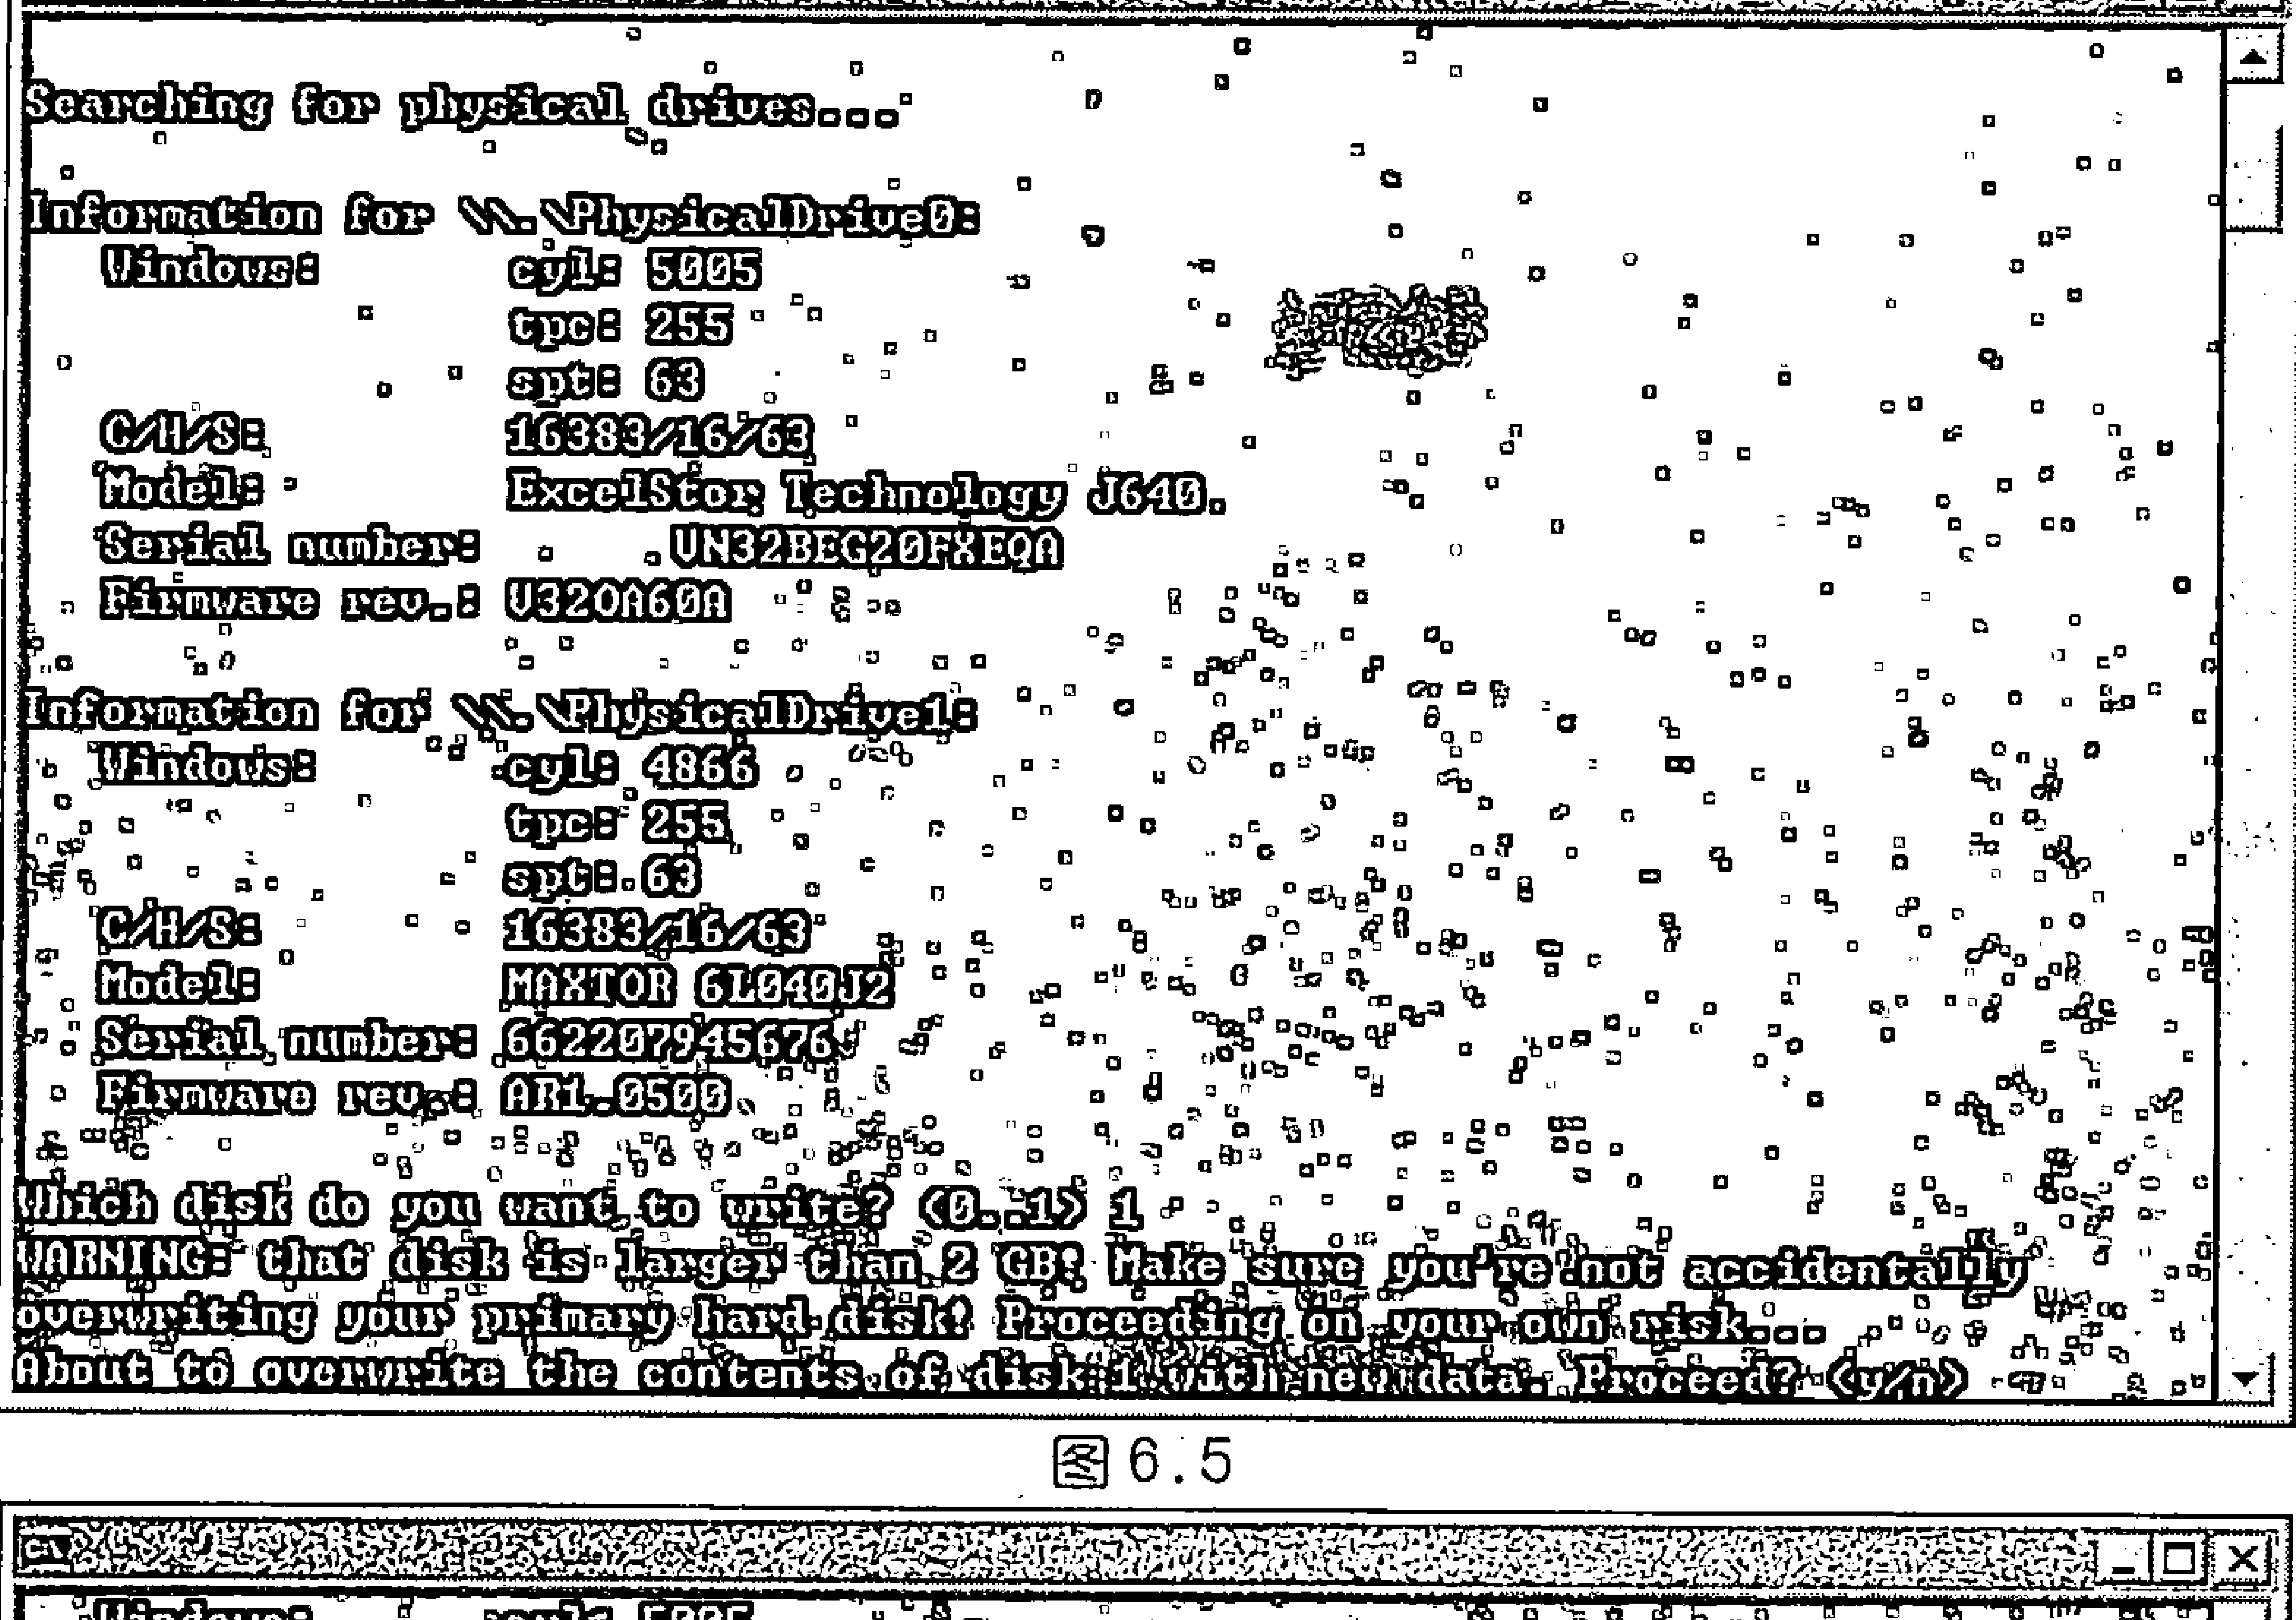 Searching for physical drives...
Information for \\.\PhysicalDrive0:
Windows: cyl: 5005
tpc: 255
spt: 63
C/H/S: 16383/16/63
Model: ExcelStor Technology J640.
Serial number: VN32BEG20FXEQA
Firmware rev.: V32OA60A
Information for \\.\PhysicalDrive1:
Windows: cyl: 4866
tpc: 255
spt: 63
C/H/S: 16383/16/63
Model: MAXTOR 6L040J2
Serial number: 662207945676
Firmware rev.: AR1.0500
Which disk do you want to write? (0..1) 1
WARNING: that disk is larger than 2 GB! Make sure you're not accidentally
overwriting your primary hard disk! Proceeding on your own risk...
About to overwrite the contents of disk 1 with new data. Proceed? (y/n)
图 6.5